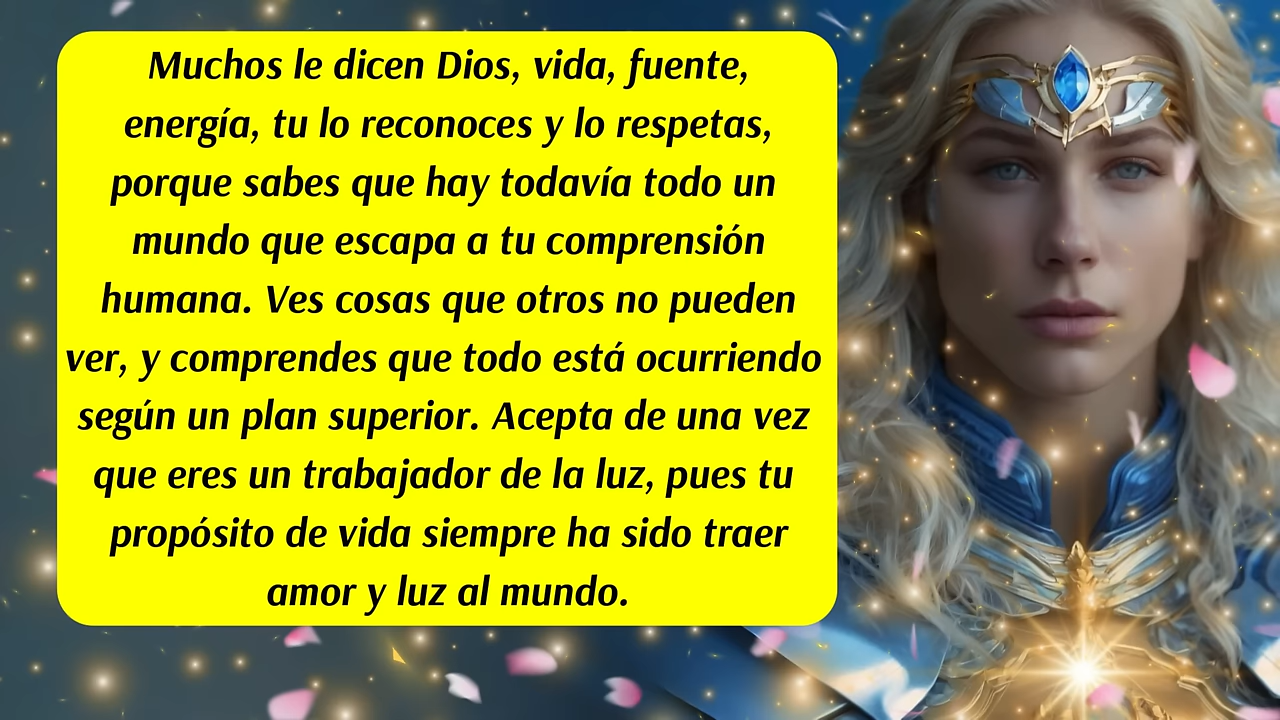 Muchos le dicen Dios, vida, fuente,
energía, tu lo reconoces y lo respetas,
porque sabes que hay todavía todo un
mundo que escapa a tu comprensión
humana. Ves cosas que otros no pueden
ver, y comprendes que todo está ocurriendo
según un plan superior. Acepta de una vez
que eres un trabajador de la luz, pues tu
propósito de vida siempre ha sido traer
amor y luz al mundo.